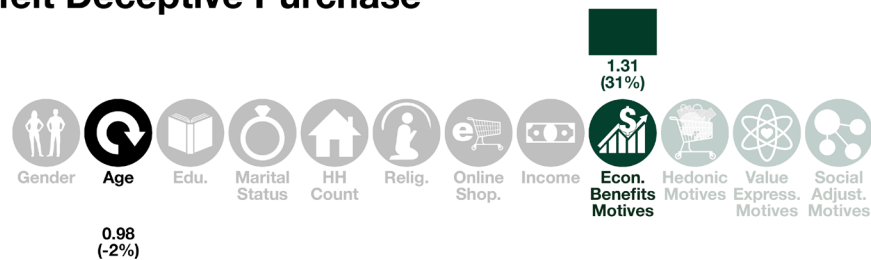 Deceptive Purchase
1.31
(31%)
e
$
Gender
Age
Edu.
Marital
Status
HH
Count
Relig.
Online
Shop.
Income
Econ.
Benefits
Motives
Hedonic
Motives
Value
Express.
Motives
Social
Adjust.
Motives
0.98
(-2%)